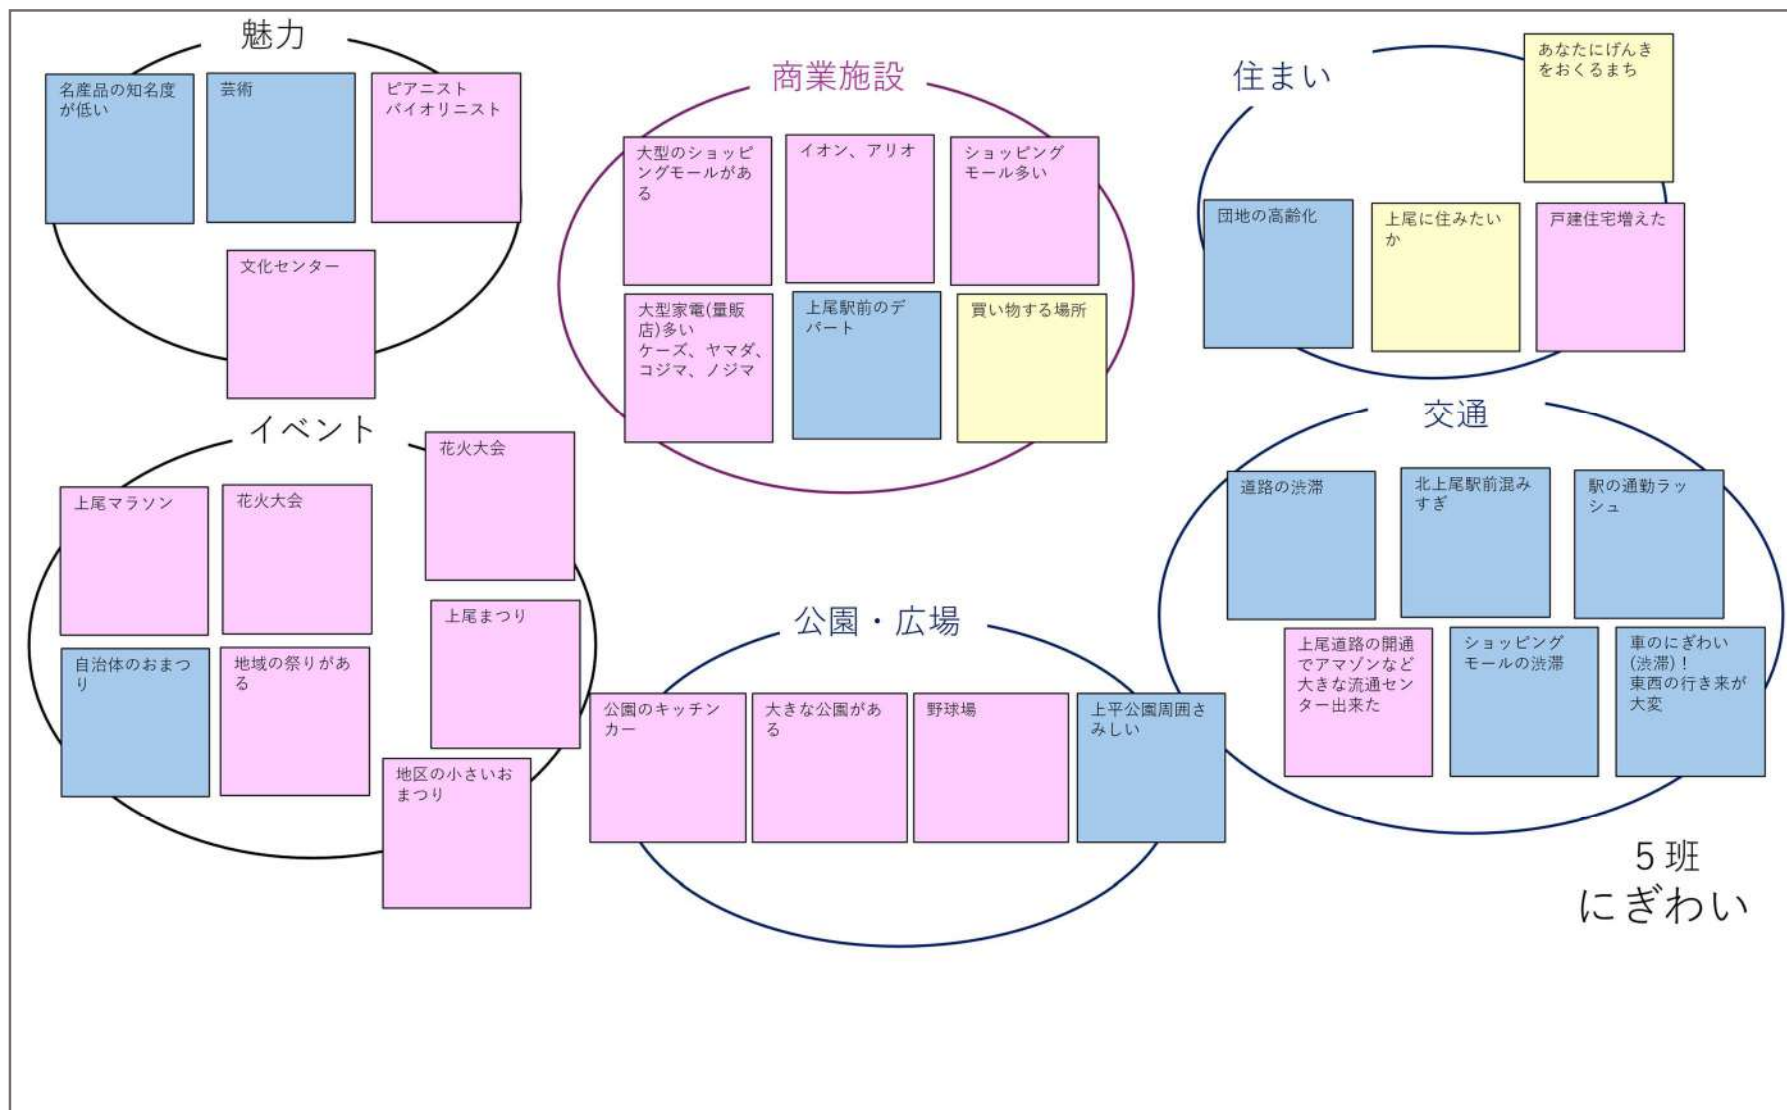 魅力
名産品の知名度
が低い
芸術
ピアニスト
バイオリニスト
文化センター
商業施設
大型のショッピ
ングモールがあ
る
イオン、アリオ
ショッピング
モール多い
大型家電(量販
店)多い
ケーズ、ヤマダ、
コジマ、ノジマ
上尾駅前のデ
パート
買い物する場所
住まい
あなたにげんき
をおくるまち
団地の高齢化
上尾に住みたい
か
戸建住宅増えた
イベント
花火大会
上尾マラソン
花火大会
上尾まつり
自治体のおまつ
り
地域の祭りがあ
る
地区の小さいお
まつり
公園・広場
公園のキッチン
カー
大きな公園があ
る
野球場
上平公園周囲さ
みしい
交通
道路の渋滞
北上尾駅前混み
すぎ
駅の通勤ラッ
シュ
上尾道路の開通
でアマゾンなど
大きな流通セン
ター出来た
ショッピング
モールの渋滞
車のにぎわい
(渋滞)！
東西の行き来が
大変
５班
にぎわい